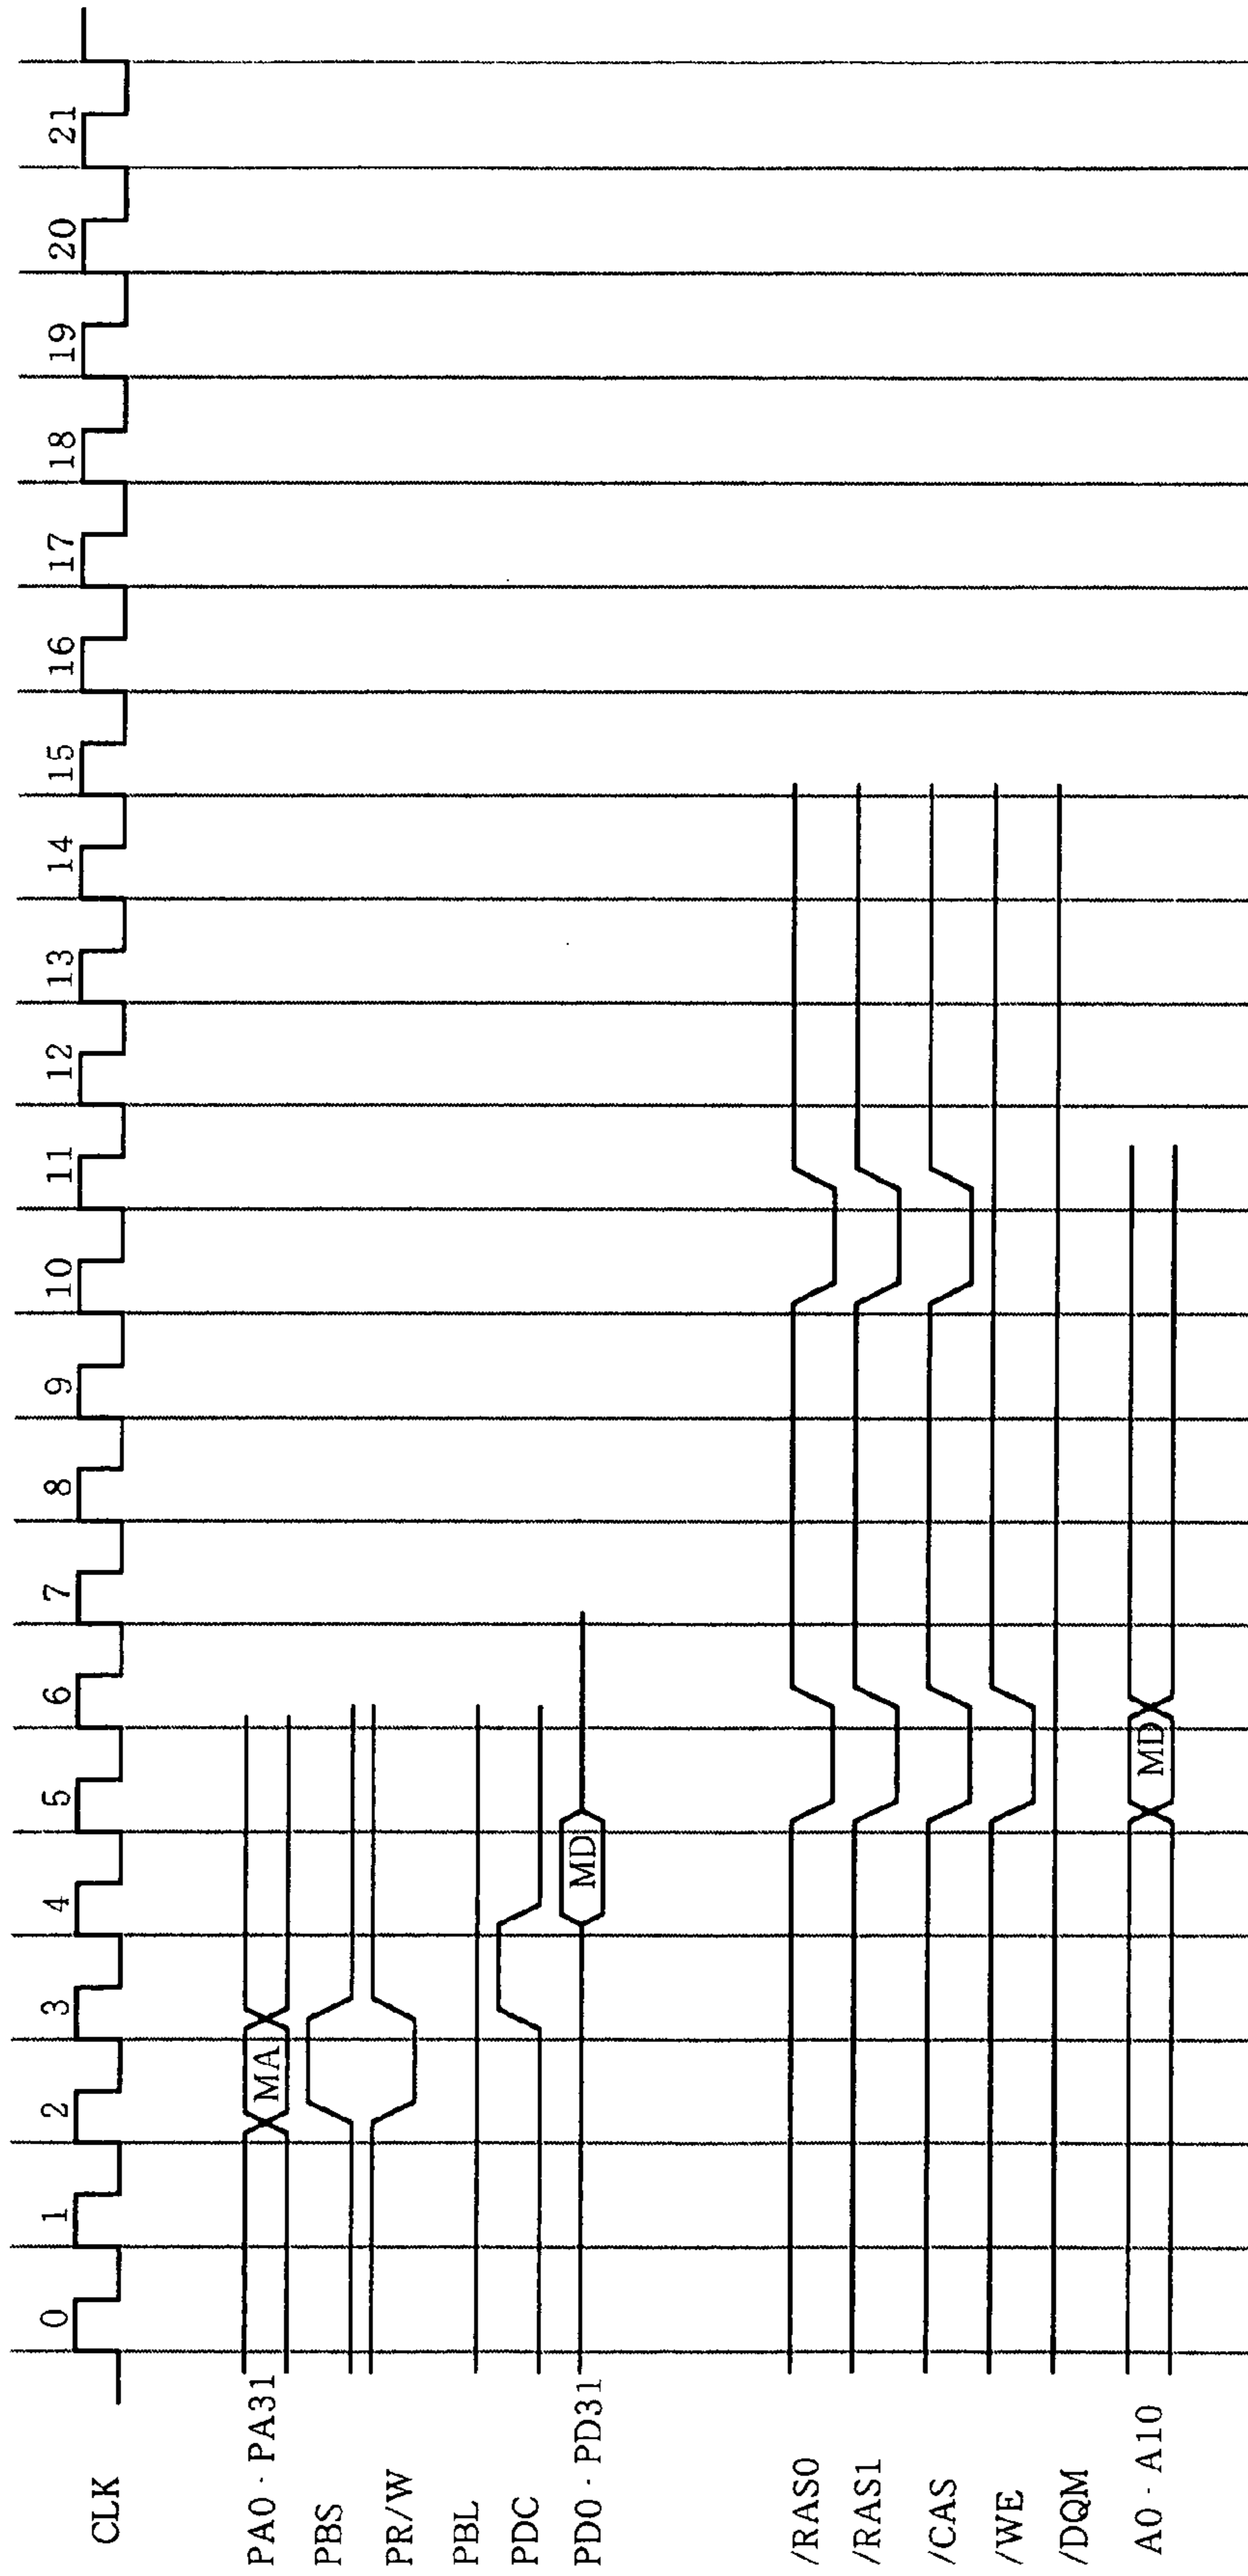 0 1 2 3 4 5 6 7 8 9 10 11 12 13 14 15 16 17 18 19 20 21
CLK
PA0 - PA31 MA
PBS
PR/W
PBL
PDC
PD0 - PD31 MD
/RAS0
/RAS1
/CAS
/WE
/DQM
A0 - A10 MD